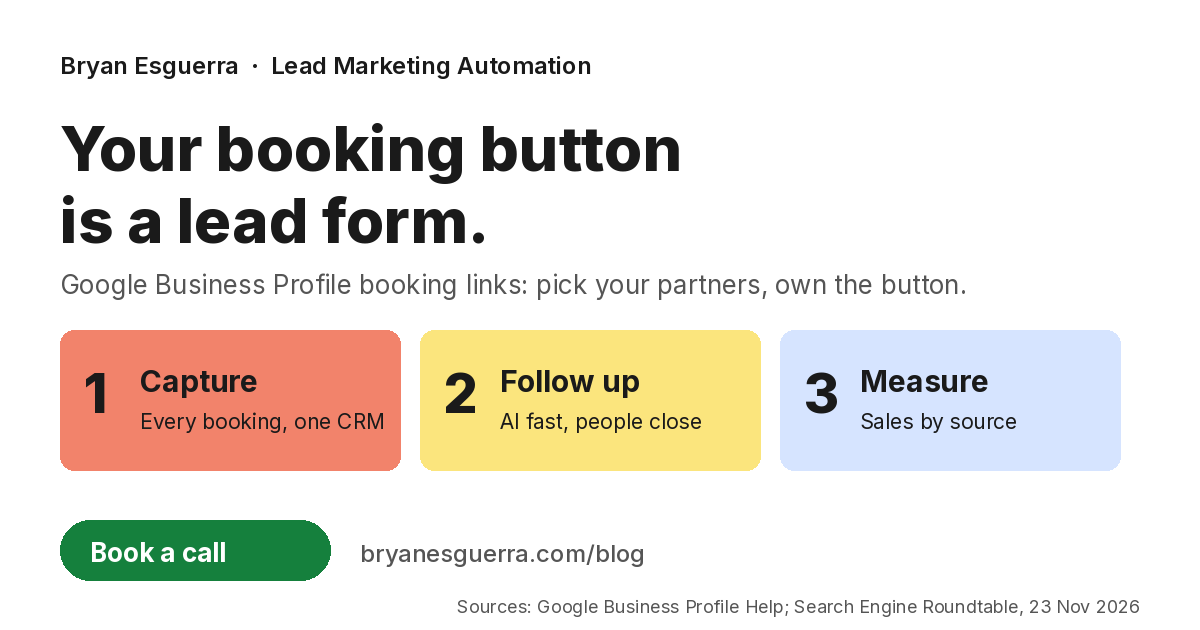 Bryan Esguerra · Lead Marketing Automation
Your booking button
is a lead form.
Google Business Profile booking links: pick your partners, own the button.
1 Capture
Every booking, one CRM
2 Follow up
AI fast, people close
3 Measure
Sales by source
Book a call
bryanesguerra.com/blog
Sources: Google Business Profile Help; Search Engine Roundtable, 23 Nov 2026